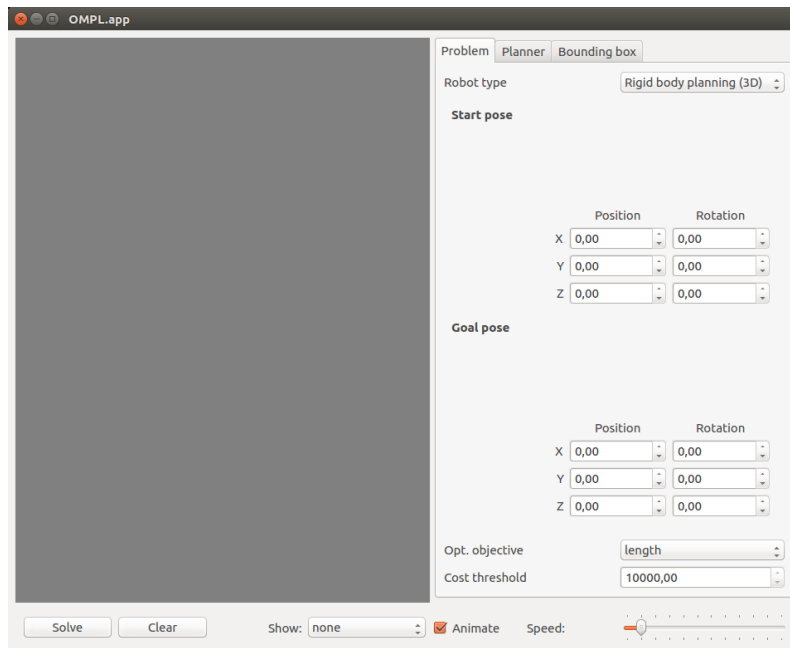 OMPL.app
Problem Planner Bounding box
Robot type Rigid body planning (3D)
Start pose
Position Rotation
X 0,00 0,00
Y 0,00 0,00
Z 0,00 0,00
Goal pose
Position Rotation
X 0,00 0,00
Y 0,00 0,00
Z 0,00 0,00
Opt. objective length
Cost threshold 10000,00
Solve Clear Show: none Animate Speed: